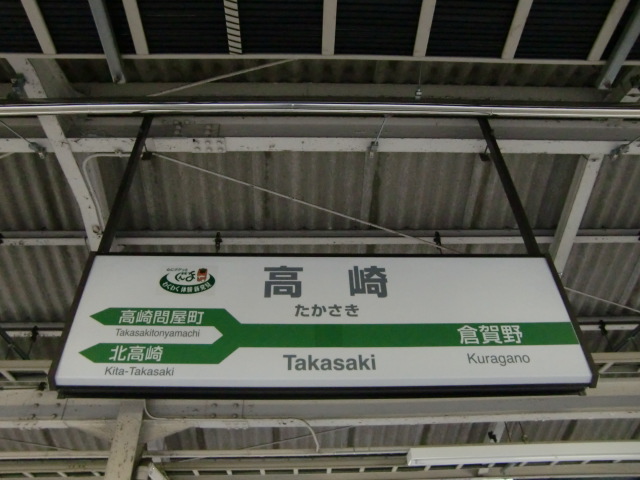 高崎
たかさき
高崎問屋町
Takasakitonyamachi
北高崎
Kita-Takasaki
Takasaki
倉賀野
Kuragano